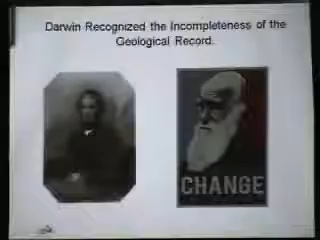 Darwin Recognized the Incompleteness of the
Geological Record.
CHANGE